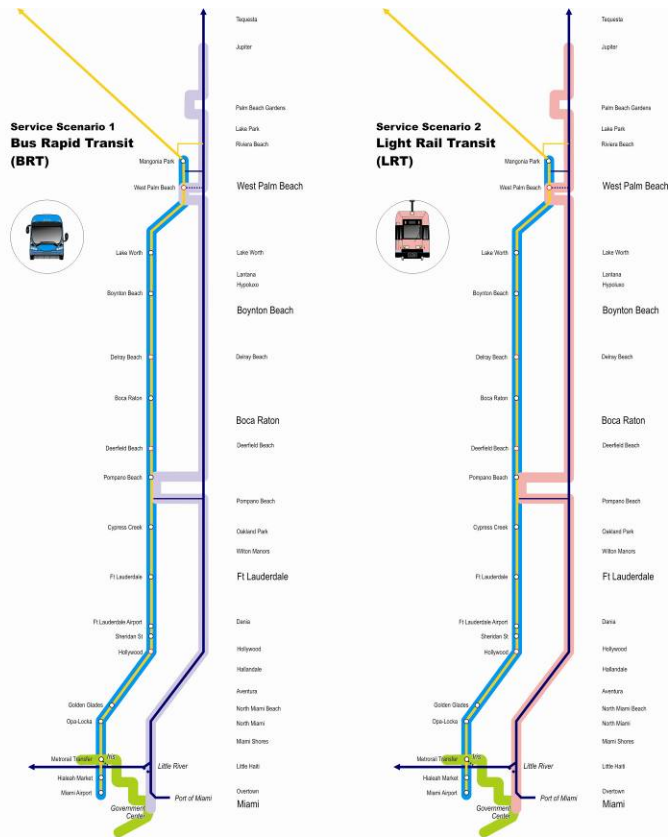 Service Scenario 1
Bus Rapid Transit
(BRT)
Mangonia Park
West Palm Beach
Lake Worth
Boynton Beach
Delray Beach
Boca Raton
Deerfield Beach
Pompano Beach
Cypress Creek
Ft Lauderdale
Ft Lauderdale Airport
Sheridan St
Hollywood
Golden Glades
Opa-Locka
Metrorail Transfer
Iris
Hialeah Market
Miami Airport
Government
Center
Little River
Port of Miami
Tequesta
Jupiter
Palm Beach Gardens
Lake Park
Riviera Beach
West Palm Beach
Lake Worth
Lantana
Hypoluxo
Boynton Beach
Delray Beach
Boca Raton
Deerfield Beach
Pompano Beach
Oakland Park
Wilton Manors
Ft Lauderdale
Dania
Hollywood
Hallandale
Aventura
North Miami Beach
North Miami
Miami Shores
Little Haiti
Overtown
Miami
Service Scenario 2
Light Rail Transit
(LRT)
Mangonia Park
West Palm Beach
Lake Worth
Boynton Beach
Delray Beach
Boca Raton
Deerfield Beach
Pompano Beach
Cypress Creek
Ft Lauderdale
Ft Lauderdale Airport
Sheridan St
Hollywood
Golden Glades
Opa-Locka
Metrorail Transfer
Iris
Hialeah Market
Miami Airport
Government
Center
Little River
Port of Miami
Tequesta
Jupiter
Palm Beach Gardens
Lake Park
Riviera Beach
West Palm Beach
Lake Worth
Lantana
Hypoluxo
Boynton Beach
Delray Beach
Boca Raton
Deerfield Beach
Pompano Beach
Oakland Park
Wilton Manors
Ft Lauderdale
Dania
Hollywood
Hallandale
Aventura
North Miami Beach
North Miami
Miami Shores
Little Haiti
Overtown
Miami